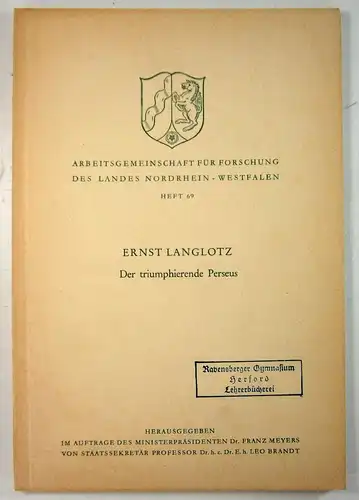 ARBEITSGEMEINSCHAFT FÜR FORSCHUNG
DES LANDES NORDRHEIN-WESTFALEN
HEFT 69
ERNST LANGLOTZ
Der triumphierende Perseus
Ravensberger Gymnasium
Herford
Lehrerbücherei
HERAUSGEGEBEN
IM AUFTRAGE DES MINISTERPRÄSIDENTEN Dr. FRANZ MEYERS
VON STAATSSEKRETÄR PROFESSOR Dr. h. c. Dr. E. h. LEO BRANDT